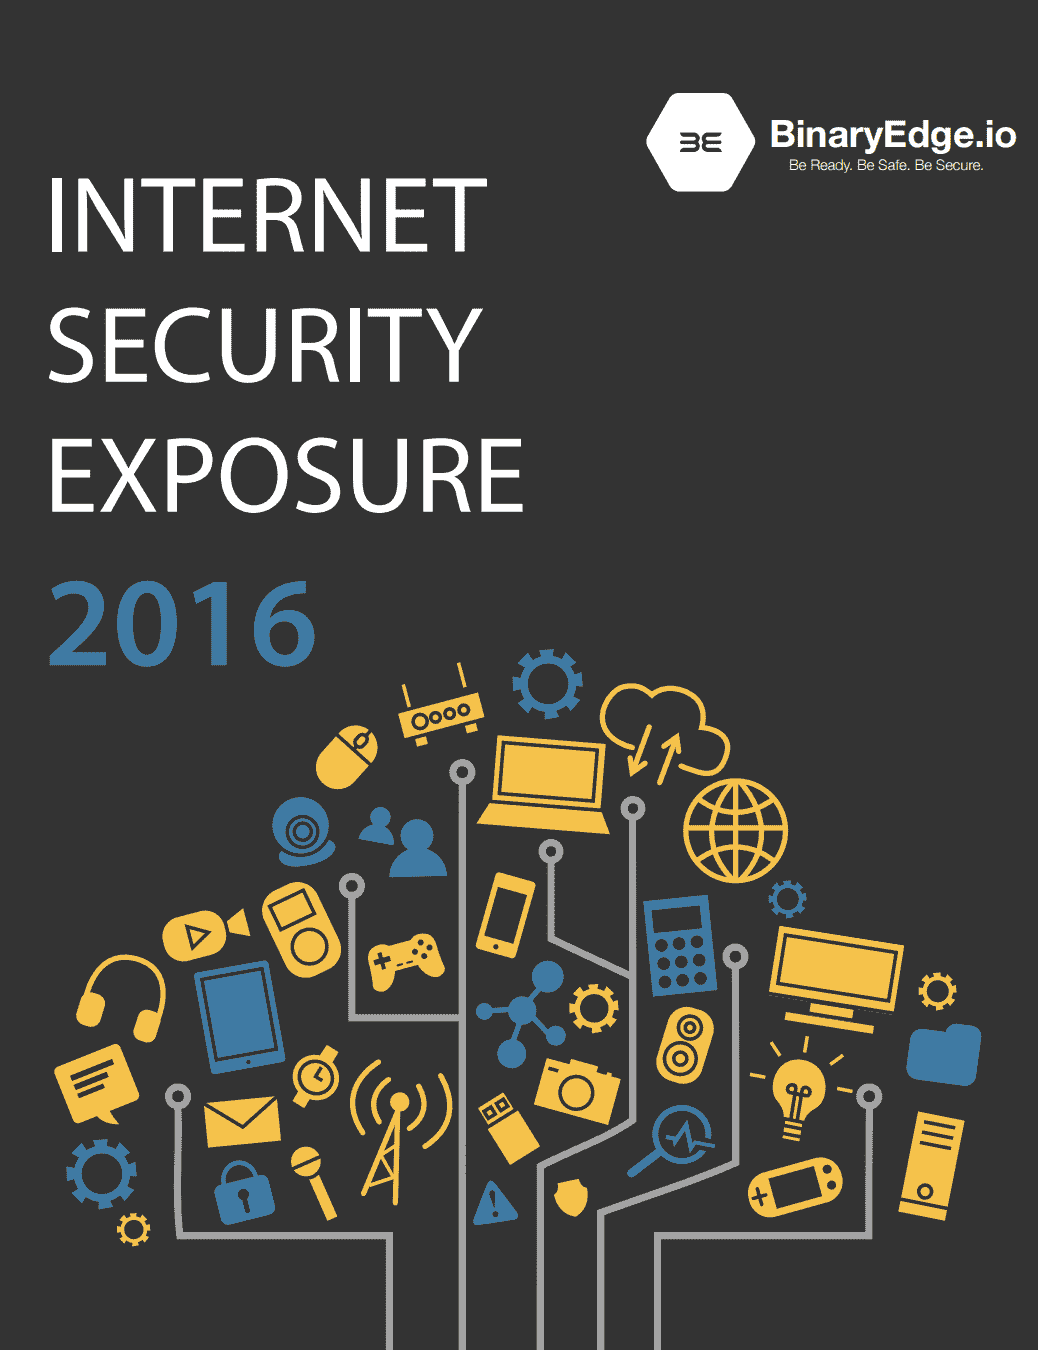 BinaryEdge.io
Be Ready. Be Safe. Be Secure.
INTERNET
SECURITY
EXPOSURE
2016